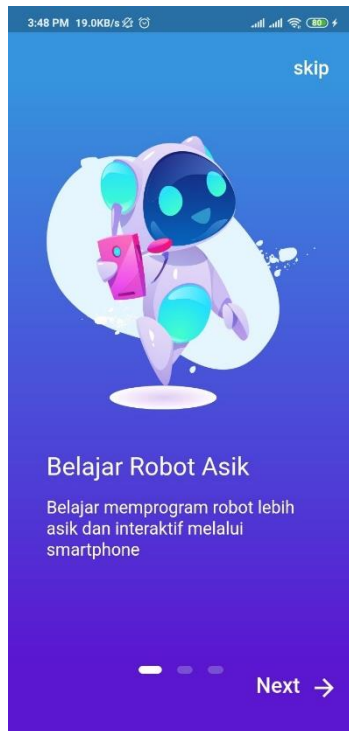 3:48 PM 19.0KB/s
80
skip
Belajar Robot Asik
Belajar memprogram robot lebih
asik dan interaktif melalui
smartphone
Next